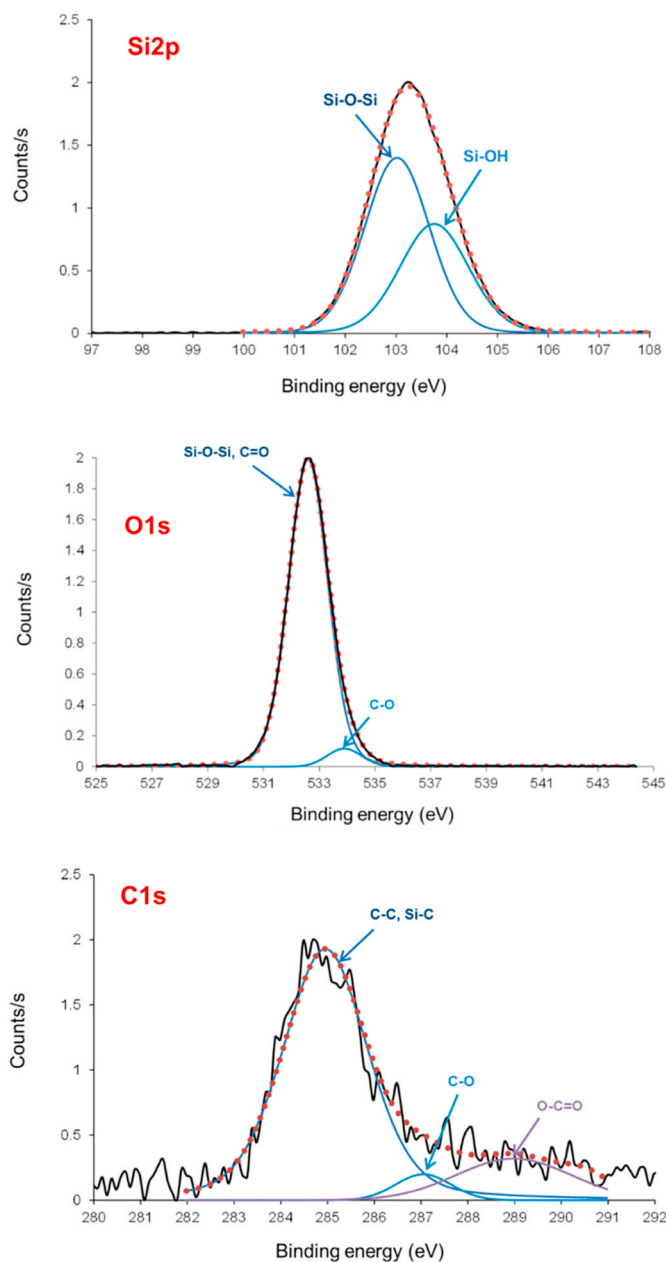 Si2p
2.5
2
1.5
1
0.5
0
Counts/s
Si-O-Si
Si-OH
97 98 99 100 101 102 103 104 105 106 107 108
Binding energy (eV)
Si-O-Si, C=O
O1s
2
1.8
1.6
1.4
1.2
1
0.8
0.6
0.4
0.2
0
Counts/s
C-O
525 527 529 531 533 535 537 539 541 543 545
Binding energy (eV)
C1s
2.5
2
1.5
1
0.5
0
Counts/s
C-C, Si-C
C-O
O-C=O
280 281 282 283 284 285 286 287 288 289 290 291 292
Binding energy (eV)